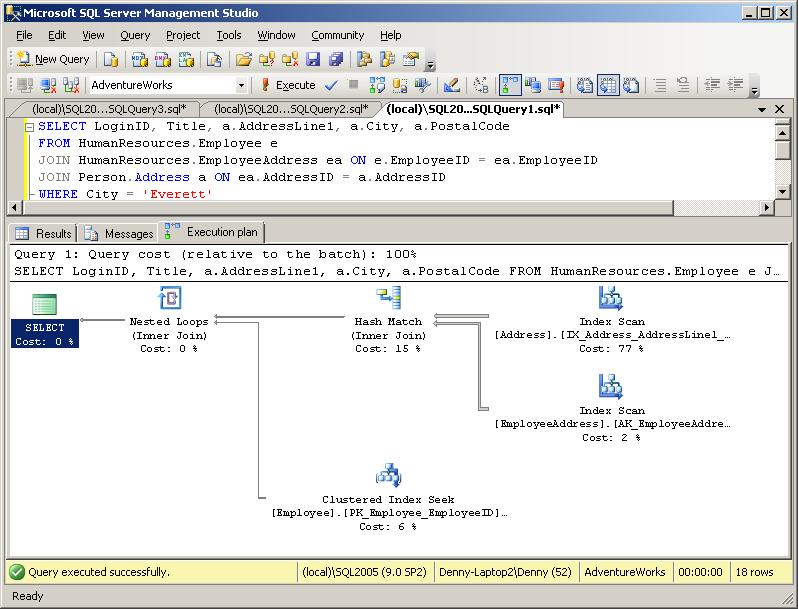 Microsoft SQL Server Management Studio
File Edit View Query Project Tools Window Community Help
New Query
AdventureWorks Execute
(local)\SQL20...SQLQuery3.sql* (local)\SQL20...SQLQuery2.sql* (local)\SQL20...SQLQuery1.sql*
SELECT LoginID, Title, a.AddressLine1, a.City, a.PostalCode
FROM HumanResources.Employee e
JOIN HumanResources.EmployeeAddress ea ON e.EmployeeID = ea.EmployeeID
JOIN Person.Address a ON ea.AddressID = a.AddressID
WHERE City = 'Everett'
Results Messages Execution plan
Query 1: Query cost (relative to the batch): 100%
SELECT LoginID, Title, a.AddressLine1, a.City, a.PostalCode FROM HumanResources.Employee e J…
SELECT
Cost: 0 %
Nested Loops
(Inner Join)
Cost: 0 %
Hash Match
(Inner Join)
Cost: 15 %
Index Scan
[Address].[IX_Address_AddressLine1_…
Cost: 77 %
Index Scan
[EmployeeAddress].[AK_EmployeeAddre…
Cost: 2 %
Clustered Index Seek
[Employee].[PK_Employee_EmployeeID]…
Cost: 6 %
Query executed successfully. (local)\SQL2005 (9.0 SP2) Denny-Laptop2\Denny (52) AdventureWorks 00:00:00 18 rows
Ready